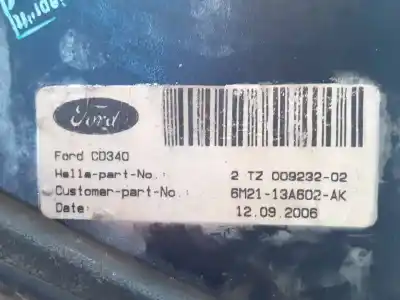 Ford
Ford CD340
Hella-part-No.: 2 TZ 009232-02
Customer-part-No.: 6M21-13A602-AK
Date: 12.09.2006